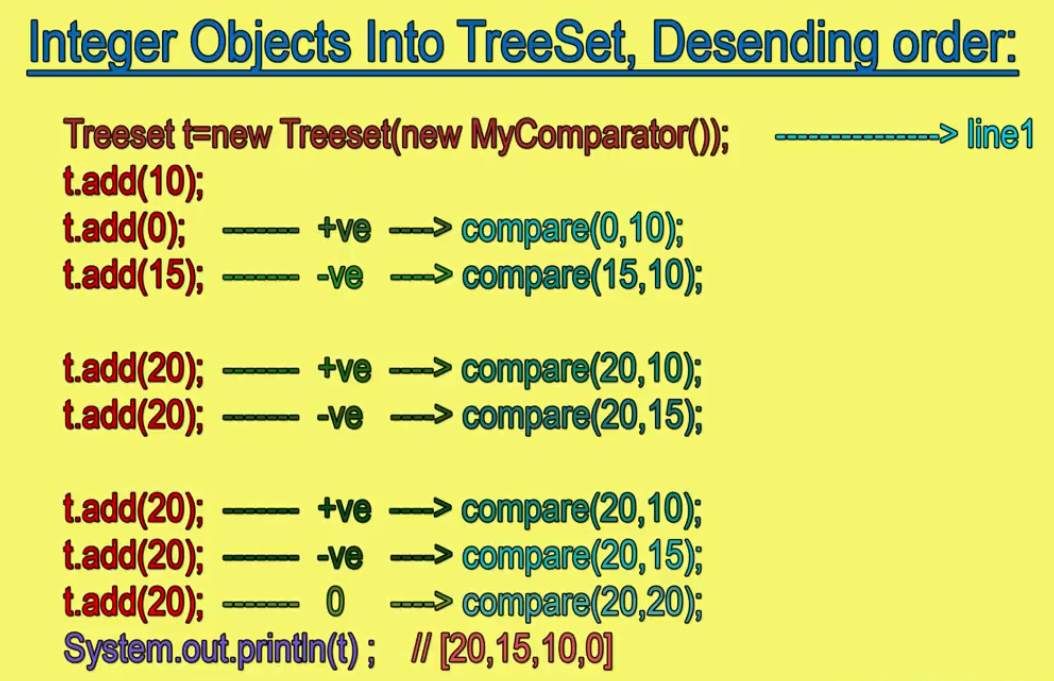 Integer Objects Into TreeSet, Desending order:
Treeset t=new Treeset(new MyComparator()); ---------------> line1
t.add(10);
t.add(0); ------- +ve ----> compare(0,10);
t.add(15); ------- -ve ----> compare(15,10);
t.add(20); ------- +ve ----> compare(20,10);
t.add(20); ------- -ve ----> compare(20,15);
t.add(20); ------- +ve ----> compare(20,10);
t.add(20); ------- -ve ----> compare(20,15);
t.add(20); ------- 0 ----> compare(20,20);
System.out.println(t) ; // [20,15,10,0]